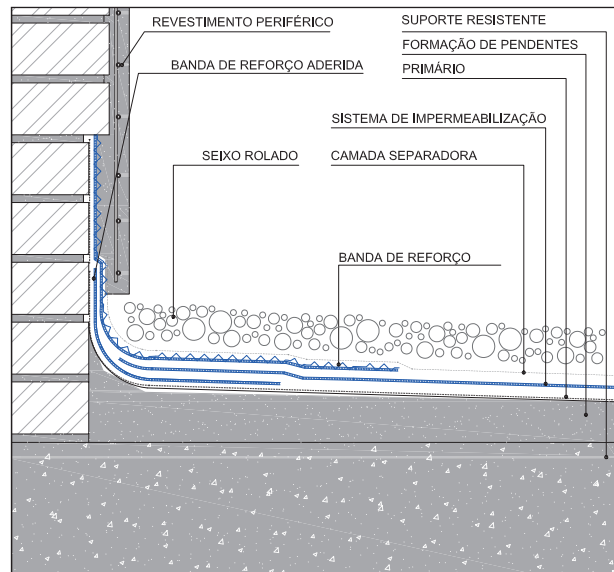 REVESTIMENTO PERIFÉRICO
BANDA DE REFORÇO ADERIDA
SUPORTE RESISTENTE
FORMAÇÃO DE PENDENTES
PRIMÁRIO
SISTEMA DE IMPERMEABILIZAÇÃO
SEIXO ROLADO
CAMADA SEPARADORA
BANDA DE REFORÇO